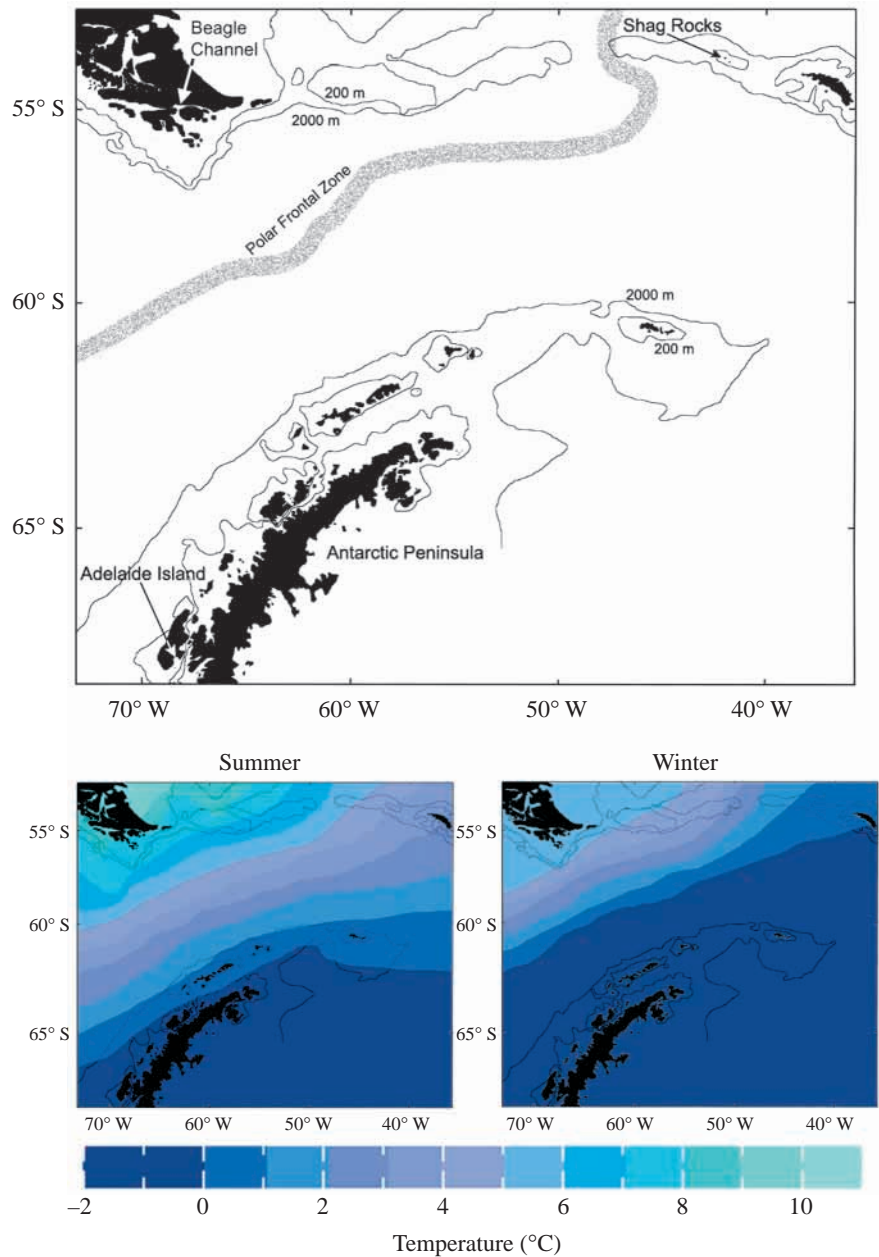 Beagle
Channel
Shag Rocks
200 m
2000 m
55° S
Polar Frontal Zone
60° S
2000 m
200 m
65° S
Antarctic Peninsula
Adelaide Island
70° W 60° W 50° W 40° W
Summer Winter
55° S 55° S
60° S 60° S
65° S 65° S
70° W 60° W 50° W 40° W 70° W 60° W 50° W 40° W
–2 0 2 4 6 8 10
Temperature (°C)